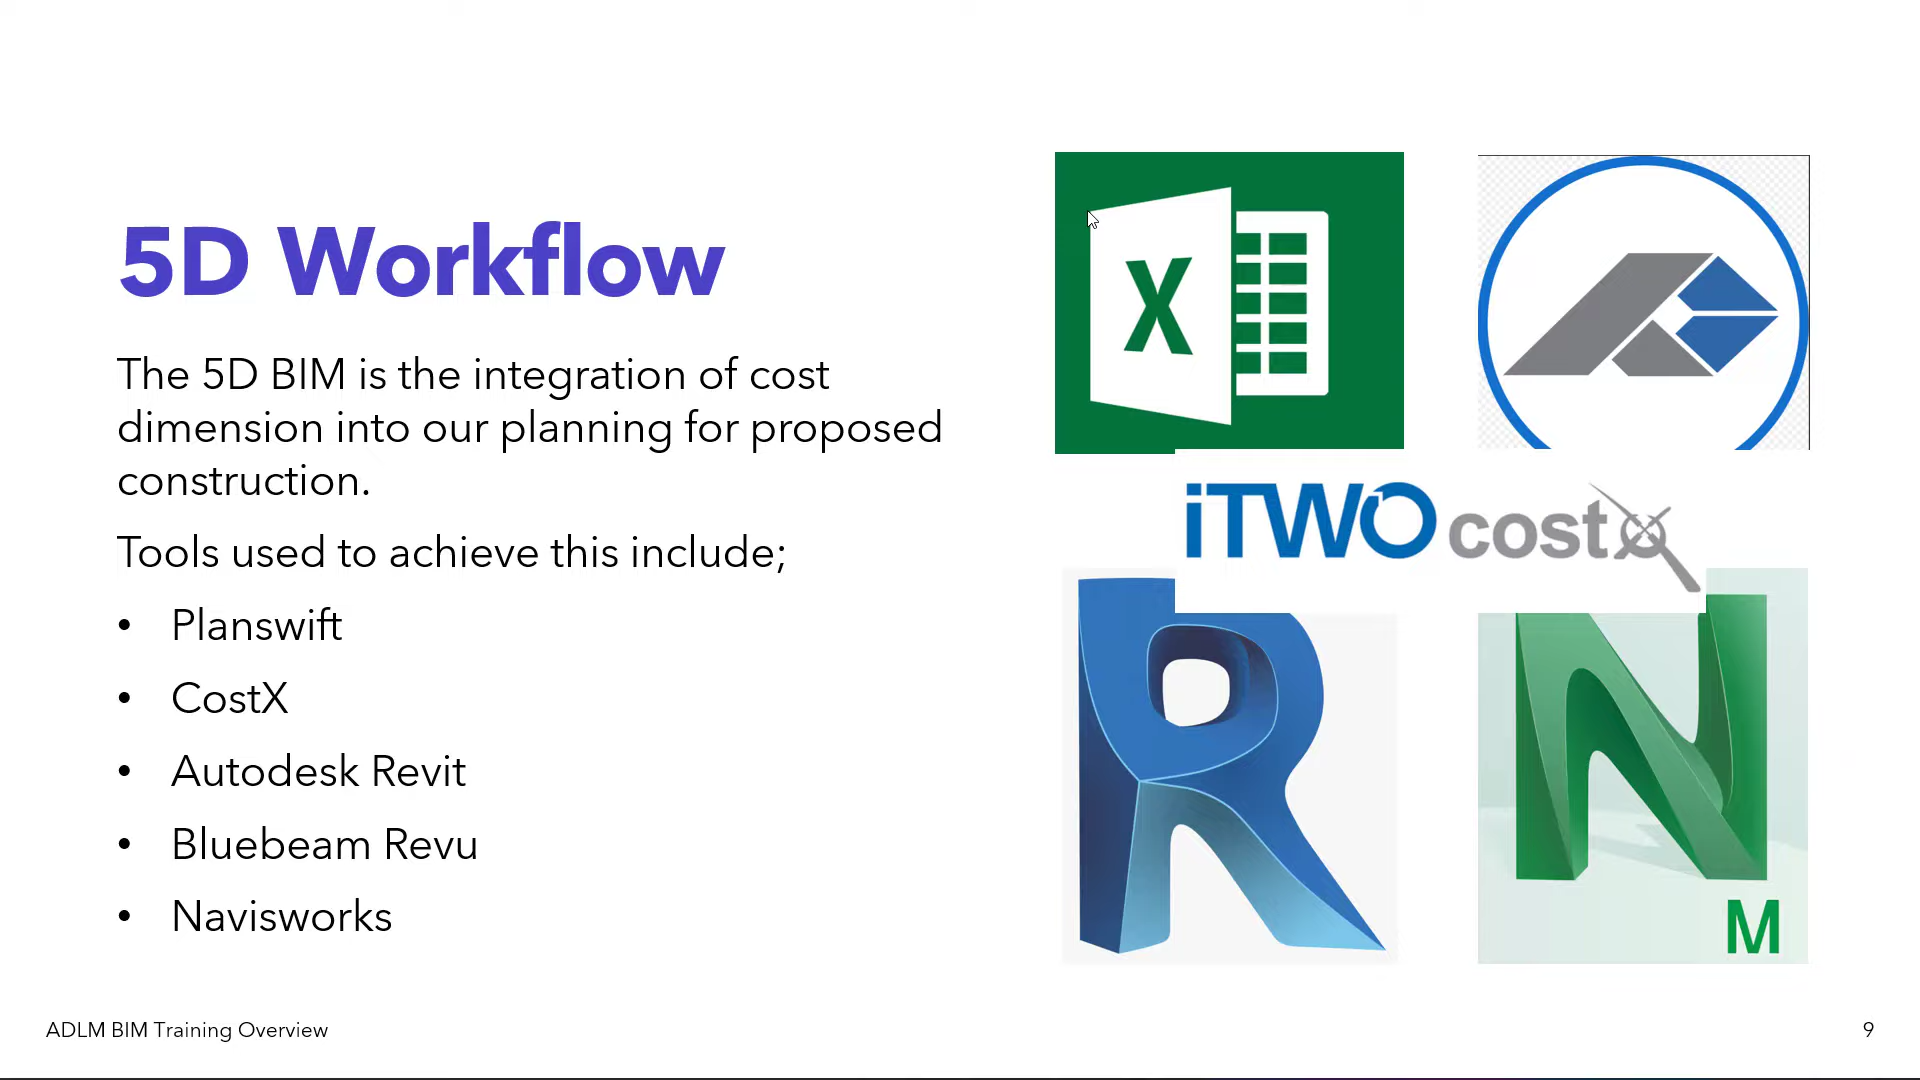 5D Workflow
The 5D BIM is the integration of cost
dimension into our planning for proposed
construction.
Tools used to achieve this include;
• Planswift
• CostX
• Autodesk Revit
• Bluebeam Revu
• Navisworks
X
iTWO costX
R
N
M
ADLM BIM Training Overview
9